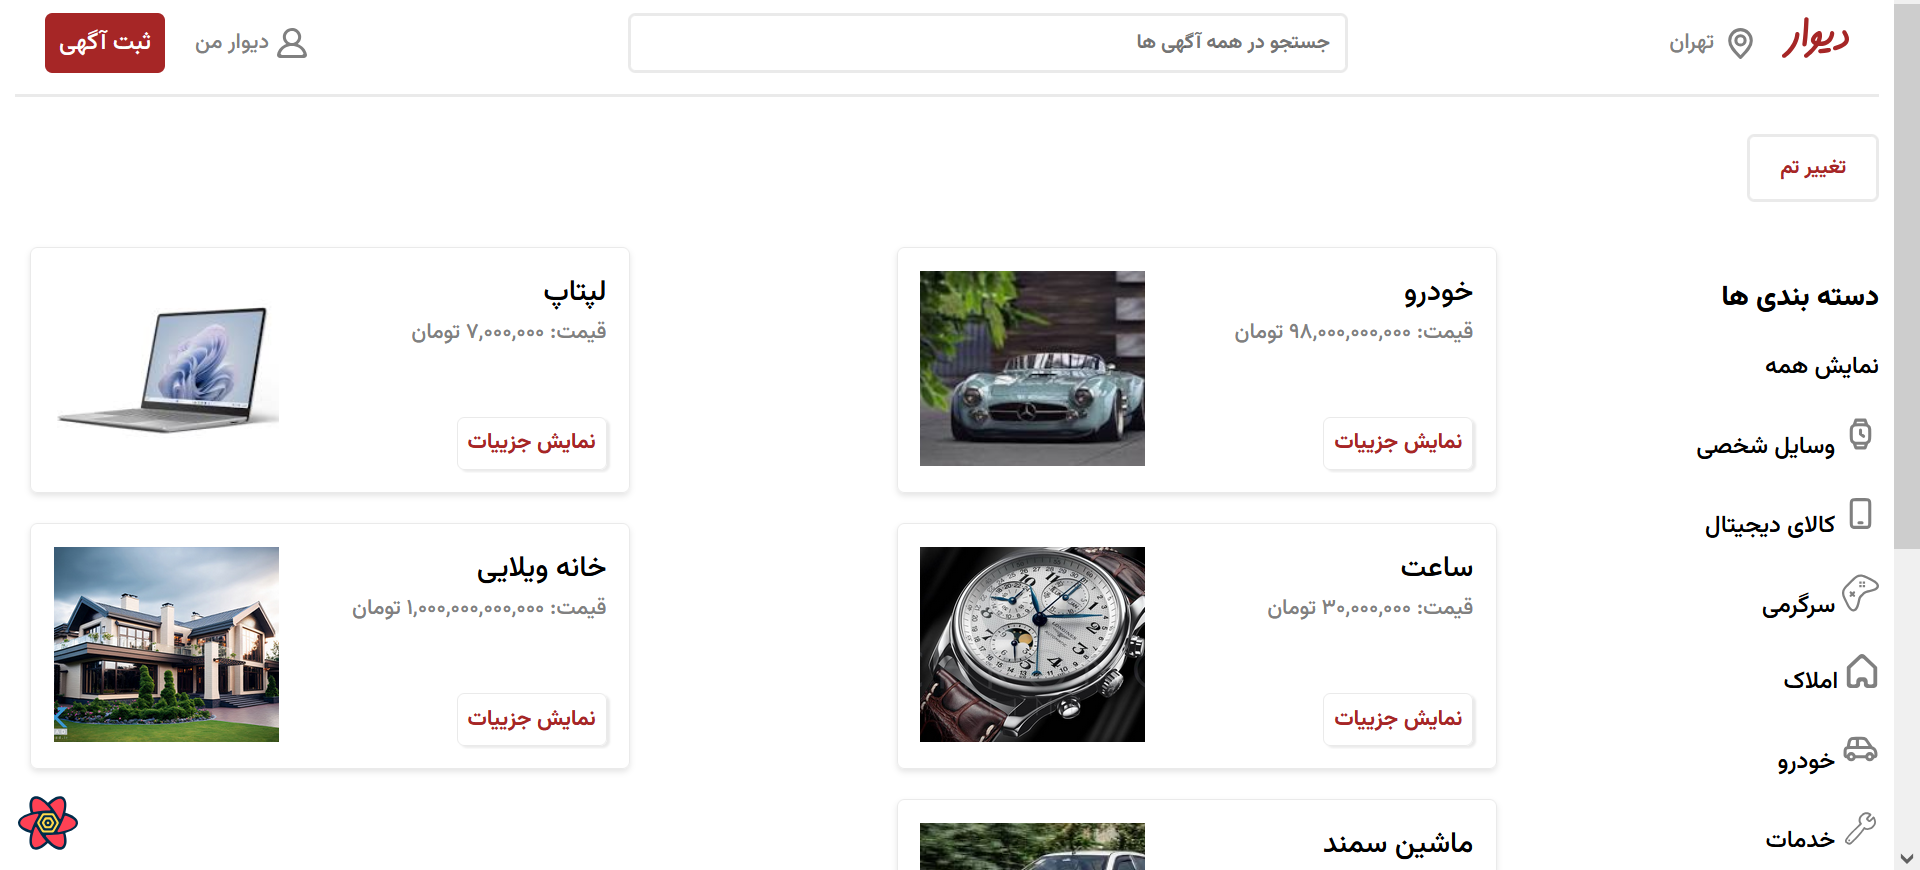 دیوار
تهران
جستجو در همه آگهی ها
دیوار من
ثبت آگهی
تغییر تم
دسته بندی ها
نمایش همه
وسایل شخصی
کالای دیجیتال
سرگرمی
املاک
خودرو
خدمات
خودرو
قیمت: ۹۸,۰۰۰,۰۰۰,۰۰۰ تومان
نمایش جزییات
لپتاپ
قیمت: ۷,۰۰۰,۰۰۰ تومان
نمایش جزییات
ساعت
قیمت: ۳۰,۰۰۰,۰۰۰ تومان
نمایش جزییات
خانه ویلایی
قیمت: ۱,۰۰۰,۰۰۰,۰۰۰,۰۰۰ تومان
نمایش جزییات
ماشین سمند